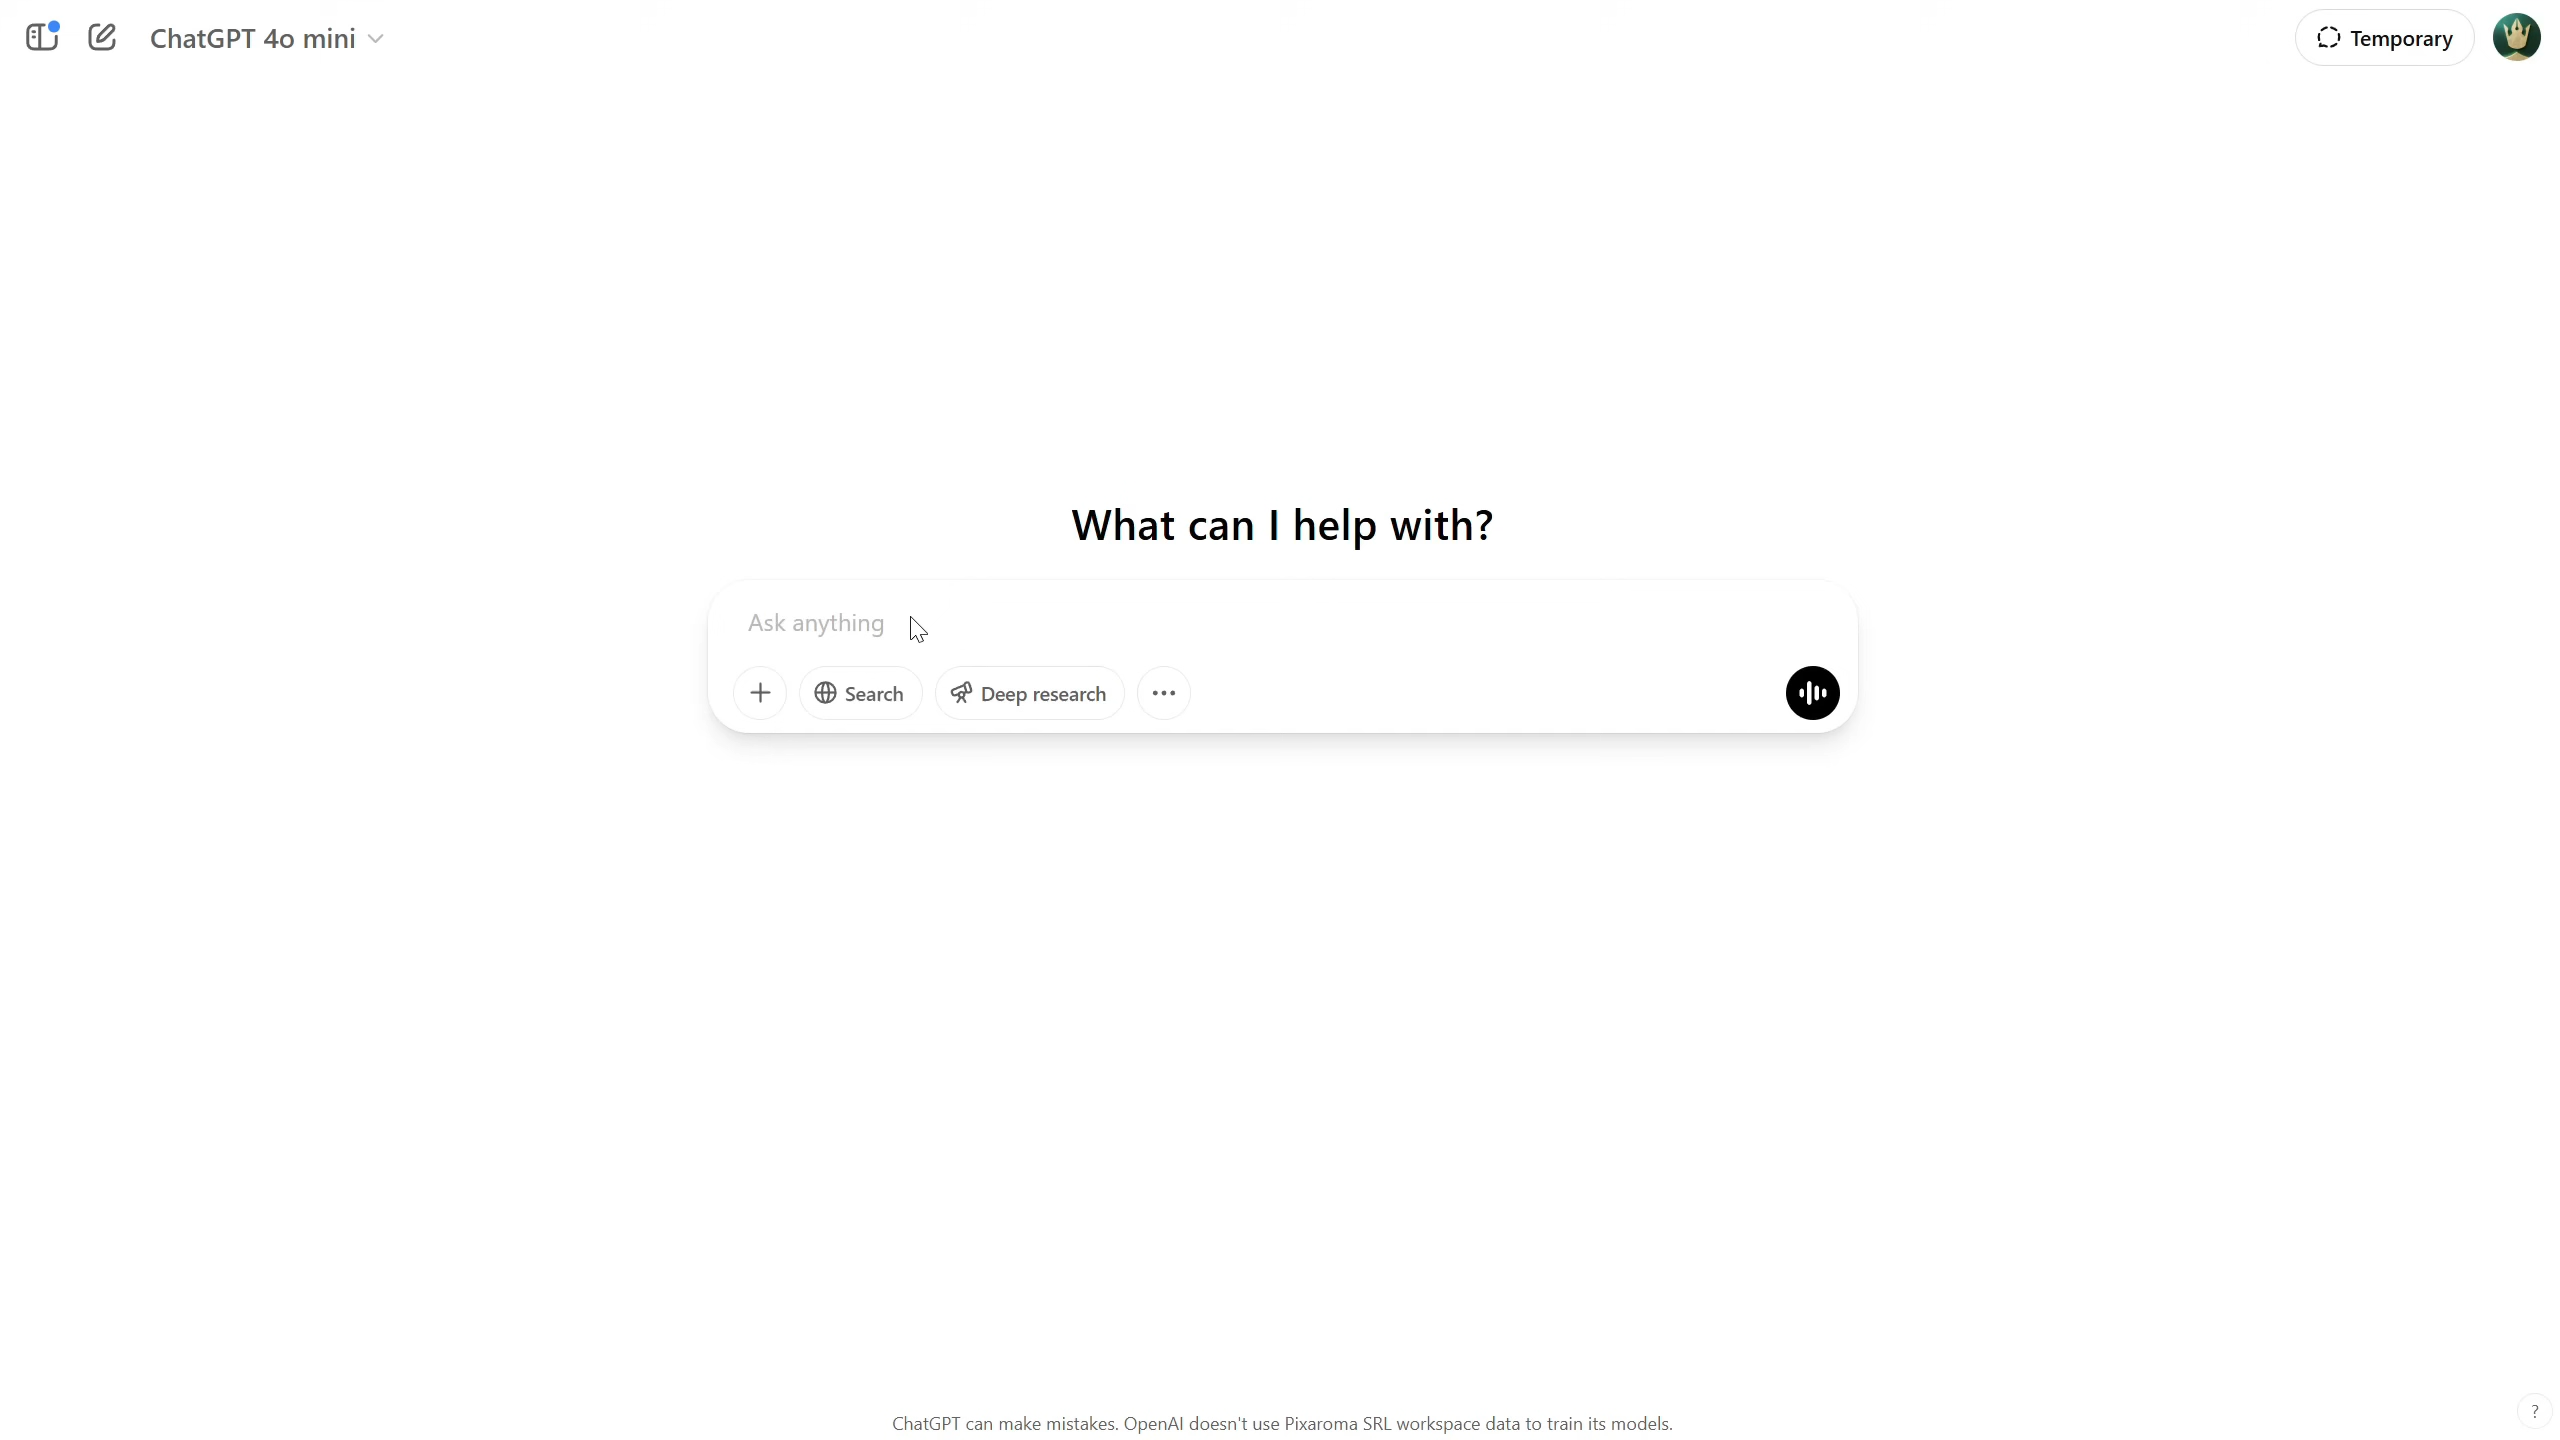 ChatGPT 4o mini
Temporary
What can I help with?
Ask anything
Search
Deep research
ChatGPT can make mistakes. OpenAI doesn't use Pixaroma SRL workspace data to train its models.
?